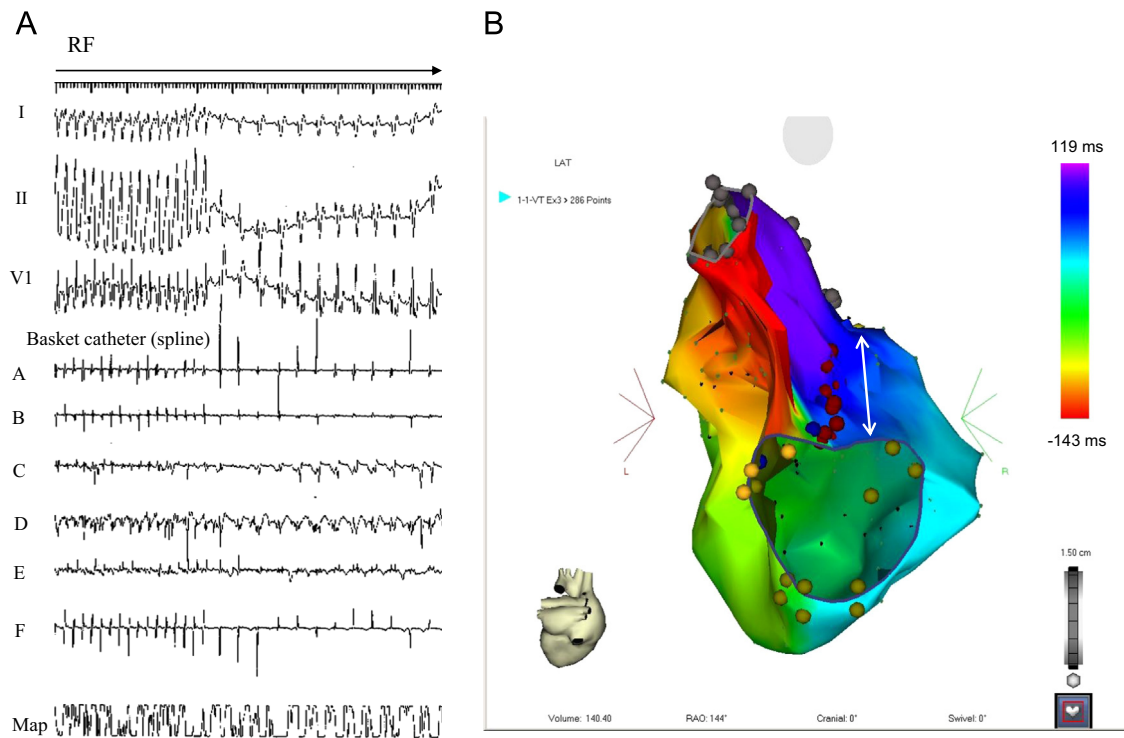 A
RF
I
II
V1
Basket catheter (spline)
A
B
C
D
E
F
Map
B
LAT
1-1-VT Ex3 > 286 Points
119 ms
-143 ms
L
R
1.50 cm
Volume: 140.40
RAO: 144°
Cranial: 0°
Swivel: 0°